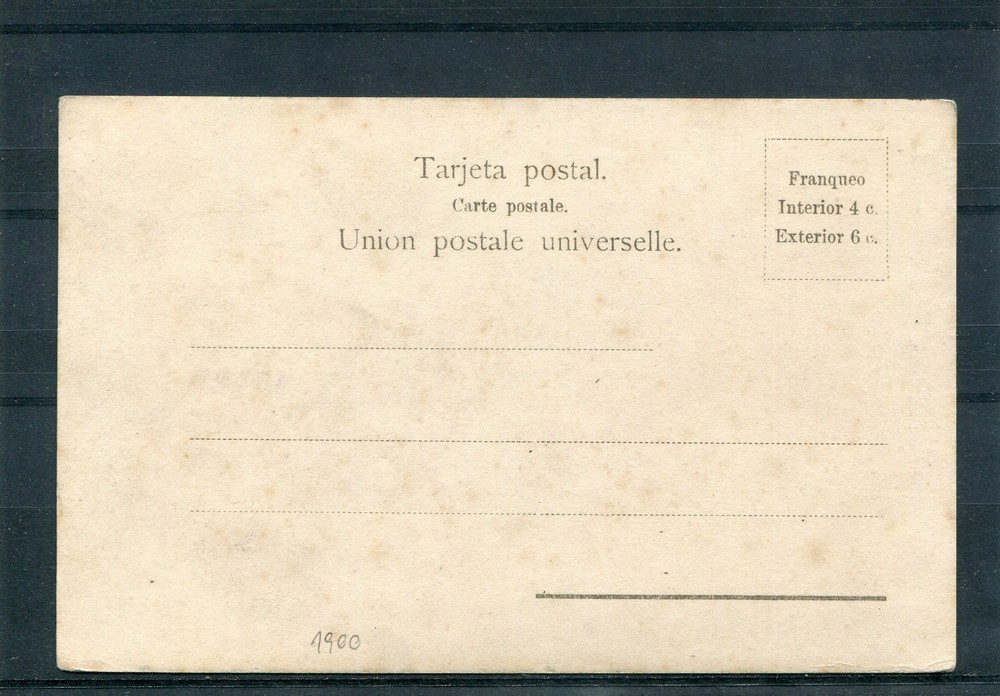 Tarjeta postal.
Carte postale.
Union postale universelle.
Franqueo
Interior 4 c.
Exterior 6 c.
1900